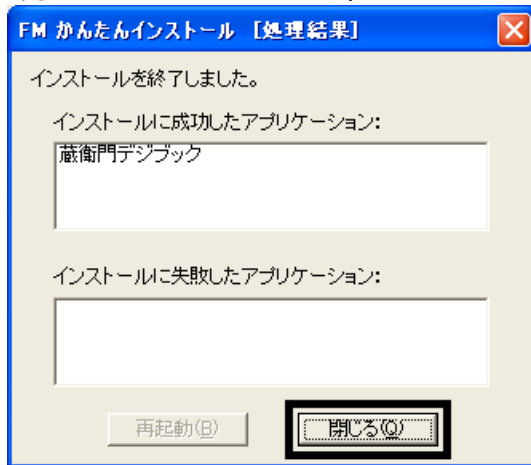 FM かんたんインストール [処理結果]
インストールを終了しました。
インストールに成功したアプリケーション:
蔵衛門デジブック
インストールに失敗したアプリケーション:
再起動(B)
閉じる(Q)